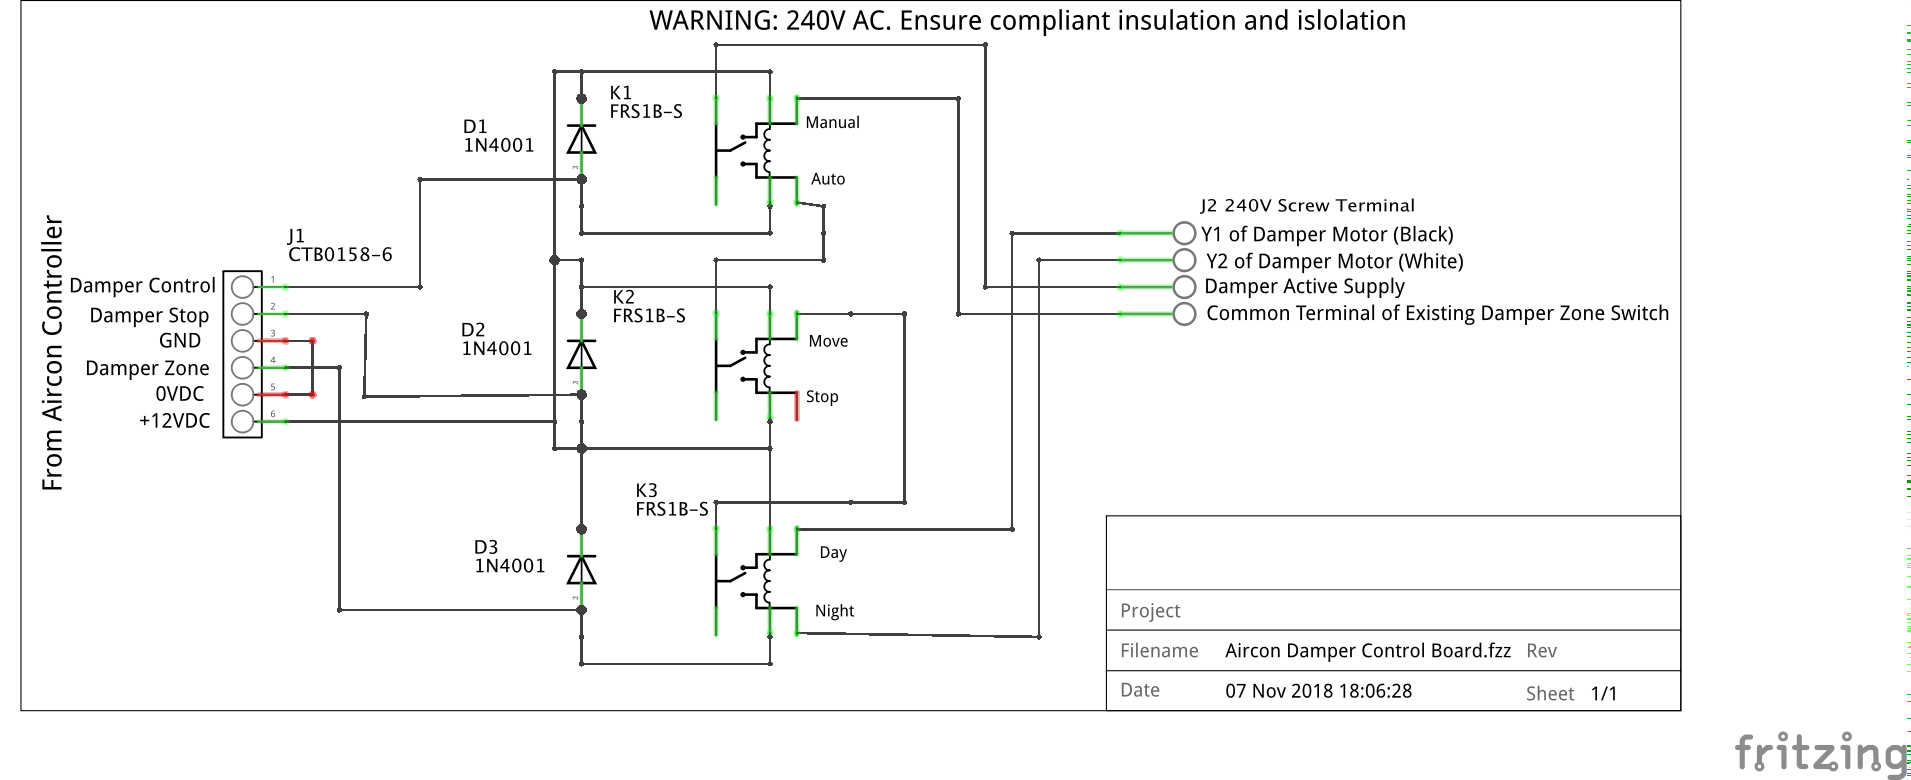 WARNING: 240V AC. Ensure compliant insulation and islolation
K1
FRS1B-S
D1
1N4001
2
Manual
Auto
From Aircon Controller
J1
CTB0158-6
Damper Control
1
Damper Stop
2
GND
3
Damper Zone
4
0VDC
5
+12VDC
6
J2 240V Screw Terminal
Y1 of Damper Motor (Black)
Y2 of Damper Motor (White)
Damper Active Supply
Common Terminal of Existing Damper Zone Switch
K2
FRS1B-S
D2
1N4001
2
Move
Stop
K3
FRS1B-S
D3
1N4001
2
Day
Night
Project
Filename Aircon Damper Control Board.fzz Rev
Date 07 Nov 2018 18:06:28 Sheet 1/1
fritzing